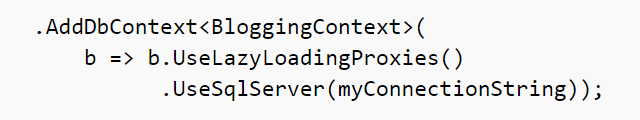 .AddDbContext<BloggingContext>(
b => b.UseLazyLoadingProxies()
.UseSqlServer(myConnectionString));